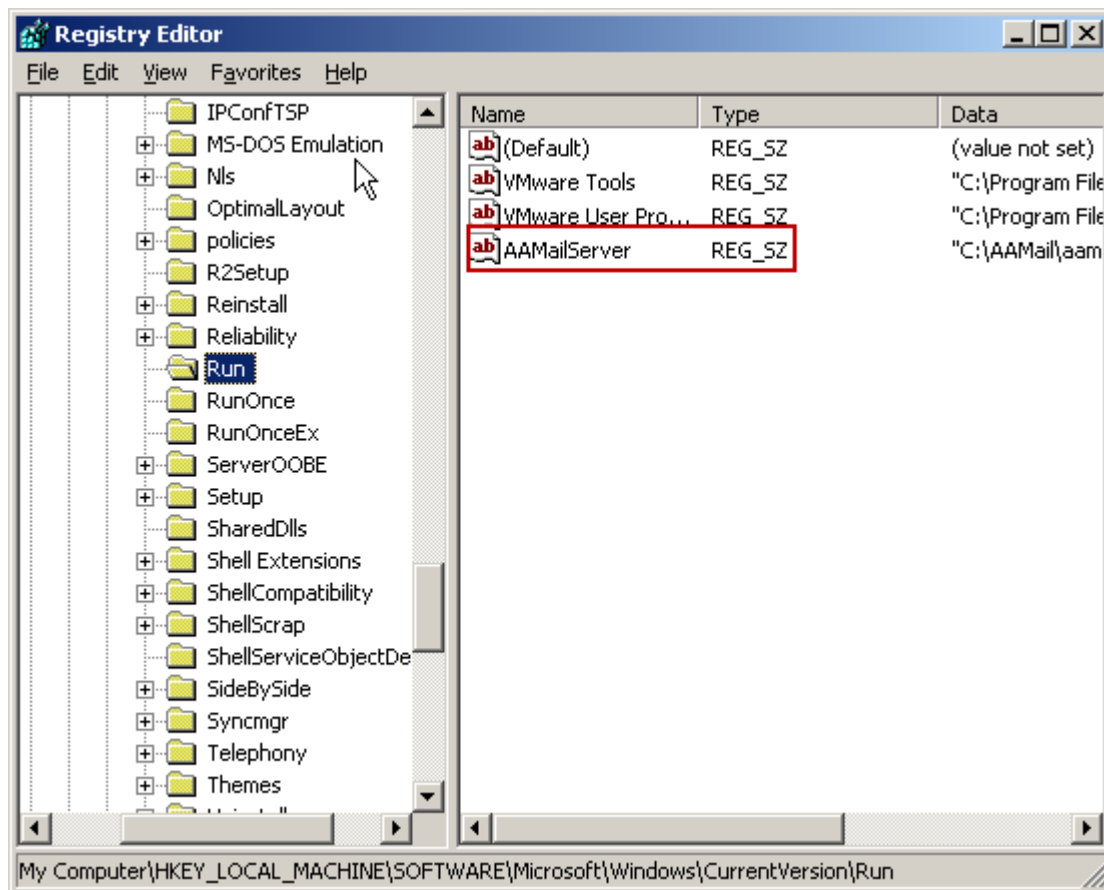 Registry Editor
File Edit View Favorites Help
IPConfTSP
MS-DOS Emulation
Nls
OptimalLayout
policies
R2Setup
Reinstall
Reliability
Run
RunOnce
RunOnceEx
ServerOOBE
Setup
SharedDlls
Shell Extensions
ShellCompatibility
ShellScrap
ShellServiceObjectDe
SideBySide
Syncmgr
Telephony
Themes
Name Type Data
(Default) REG_SZ (value not set)
VMware Tools REG_SZ "C:\Program File
VMware User Pro... REG_SZ "C:\Program File
AAMailServer REG_SZ "C:\AAMail\aam
My Computer\HKEY_LOCAL_MACHINE\SOFTWARE\Microsoft\Windows\CurrentVersion\Run